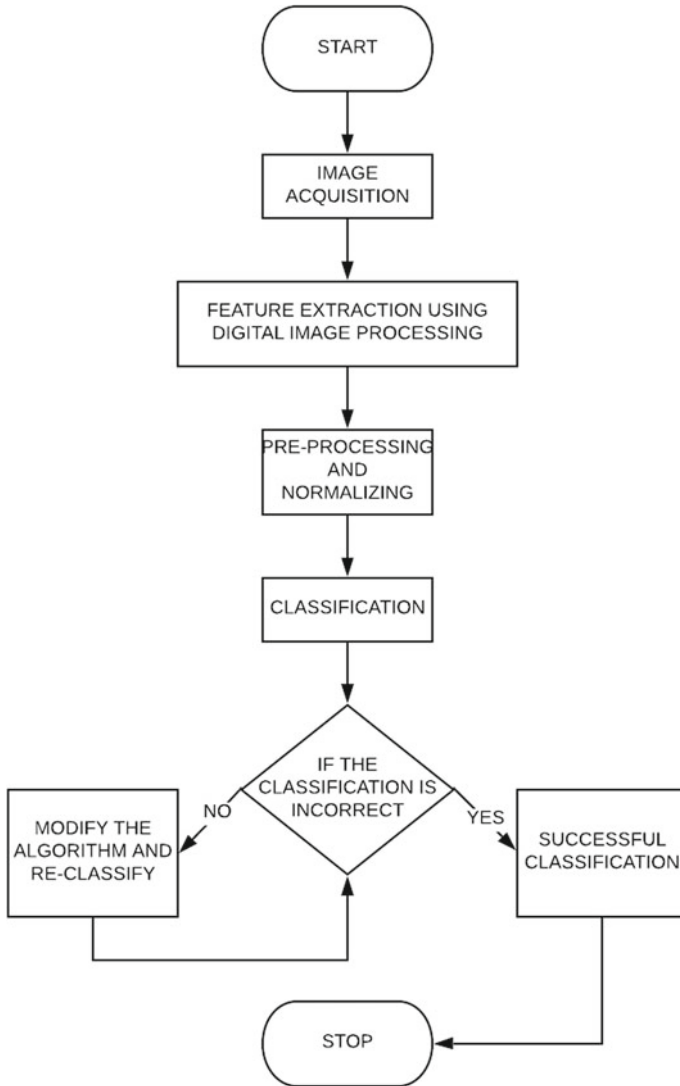 START
IMAGE
ACQUISITION
FEATURE EXTRACTION USING
DIGITAL IMAGE PROCESSING
PRE-PROCESSING
AND
NORMALIZING
CLASSIFICATION
IF THE
CLASSIFICATION IS
INCORRECT
NO
YES
MODIFY THE
ALGORITHM AND
RE-CLASSIFY
SUCCESSFUL
CLASSIFICATION
STOP